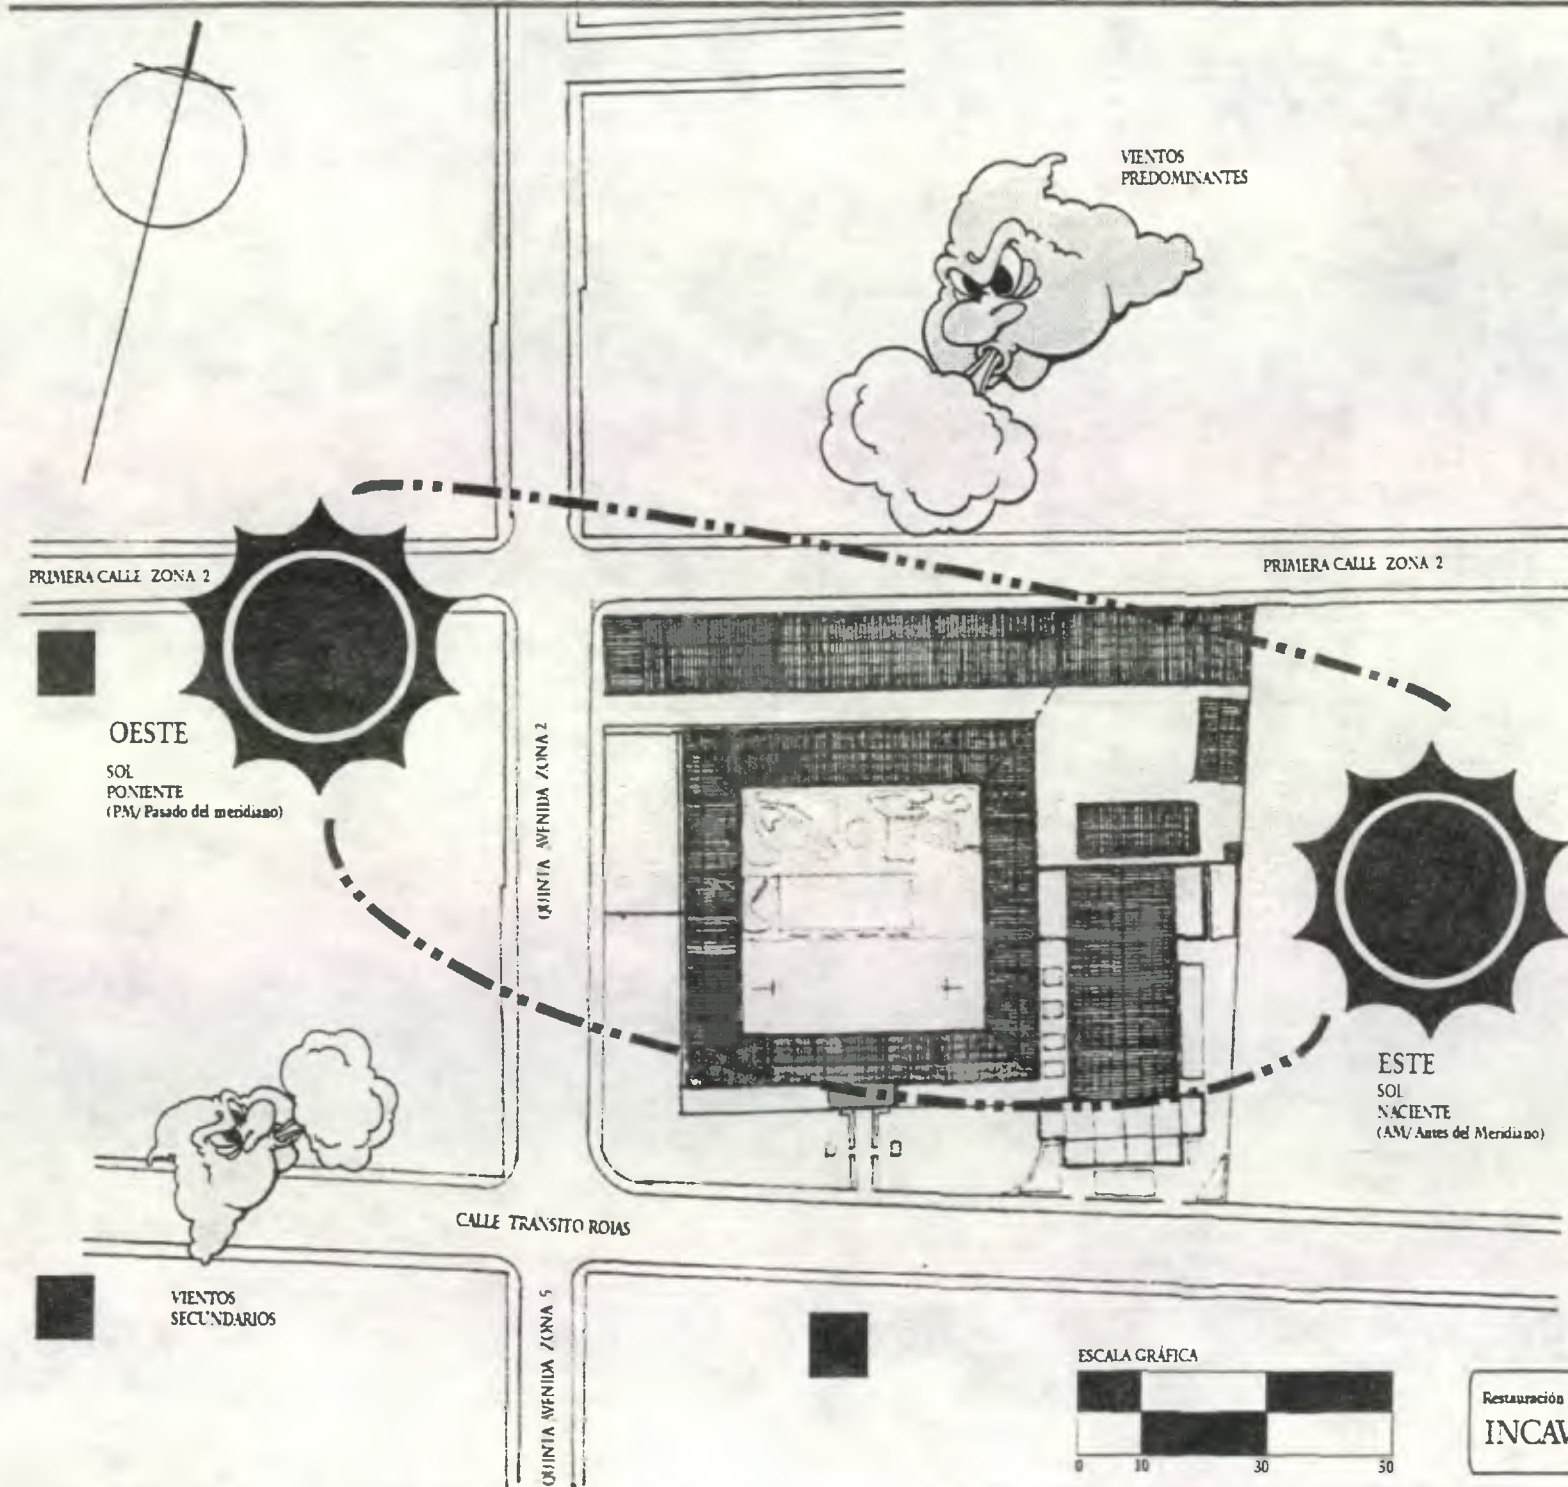 VIENTOS
PREDOMINANTES
PRIMERA CALLE ZONA 2
PRIMERA CALLE ZONA 2
OESTE
SOL
PONIENTE
(PM/ Pasado del meridiano)
QUINTA AVENIDA ZONA 2
ESTE
SOL
NACIENTE
(AM/ Antes del Meridiano)
CALLE TRANSITO ROJAS
VIENTOS
SECUNDARIOS
QUINTA AVENIDA ZONA 5
ESCALA GRÁFICA
0 10 30 50
Restauración